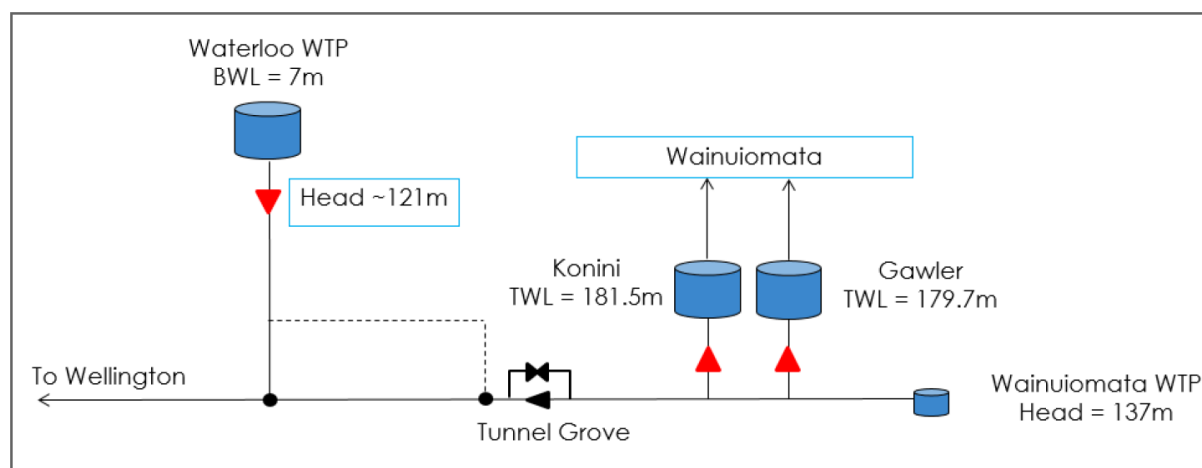 Waterloo WTP
BWL = 7m
Head ~121m
Wainuiomata
Konini
TWL = 181.5m
Gawler
TWL = 179.7m
To Wellington
Tunnel Grove
Wainuiomata WTP
Head = 137m